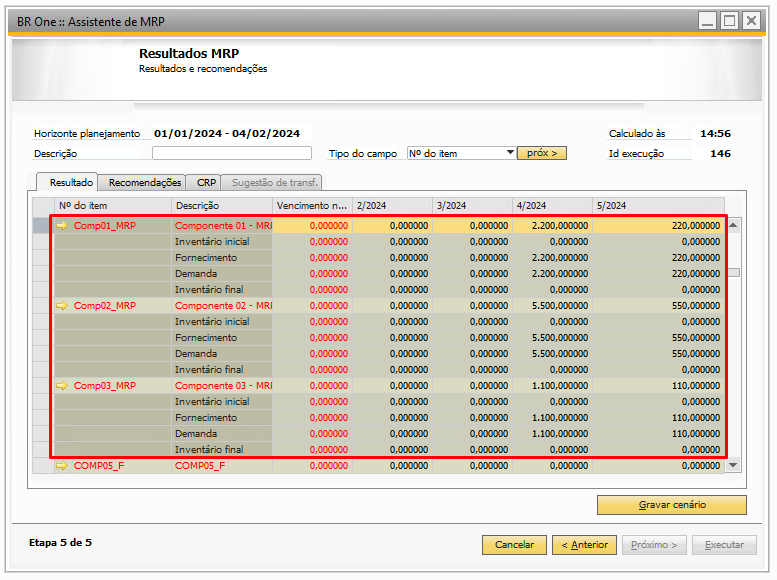 BR One :: Assistente de MRP
Resultados MRP
Resultados e recomendações
Horizonte planejamento 01/01/2024 - 04/02/2024 Calculado às 14:56
Descrição Tipo do campo Nº do item próx > Id execução 146
Resultado Recomendações CRP Sugestão de transf.
Nº do item Descrição Vencimento n... 2/2024 3/2024 4/2024 5/2024
Comp01_MRP Componente 01 - MRI 0,000000 0,000000 0,000000 2.200,000000 220,000000
Inventário inicial 0,000000 0,000000 0,000000 0,000000 0,000000
Fornecimento 0,000000 0,000000 0,000000 2.200,000000 220,000000
Demanda 0,000000 0,000000 0,000000 2.200,000000 220,000000
Inventário final 0,000000 0,000000 0,000000 0,000000 0,000000
Comp02_MRP Componente 02 - MRI 0,000000 0,000000 0,000000 5.500,000000 550,000000
Inventário inicial 0,000000 0,000000 0,000000 0,000000 0,000000
Fornecimento 0,000000 0,000000 0,000000 5.500,000000 550,000000
Demanda 0,000000 0,000000 0,000000 5.500,000000 550,000000
Inventário final 0,000000 0,000000 0,000000 0,000000 0,000000
Comp03_MRP Componente 03 - MRI 0,000000 0,000000 0,000000 1.100,000000 110,000000
Inventário inicial 0,000000 0,000000 0,000000 0,000000 0,000000
Fornecimento 0,000000 0,000000 0,000000 1.100,000000 110,000000
Demanda 0,000000 0,000000 0,000000 1.100,000000 110,000000
Inventário final 0,000000 0,000000 0,000000 0,000000 0,000000
COMP05_F COMP05_F 0,000000 0,000000 0,000000 0,000000 0,000000
Gravar cenário
Etapa 5 de 5 Cancelar < Anterior Próximo > Executar